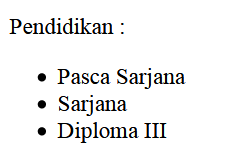 Pendidikan :
• Pasca Sarjana
• Sarjana
• Diploma III